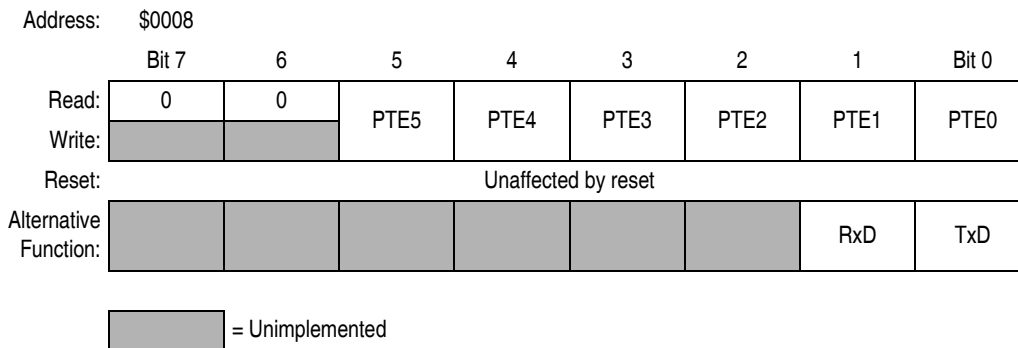 Address: $0008
Bit 7 6 5 4 3 2 1 Bit 0
Read: 0 0 PTE5 PTE4 PTE3 PTE2 PTE1 PTE0
Write:
Reset: Unaffected by reset
Alternative
Function: RxD TxD
= Unimplemented